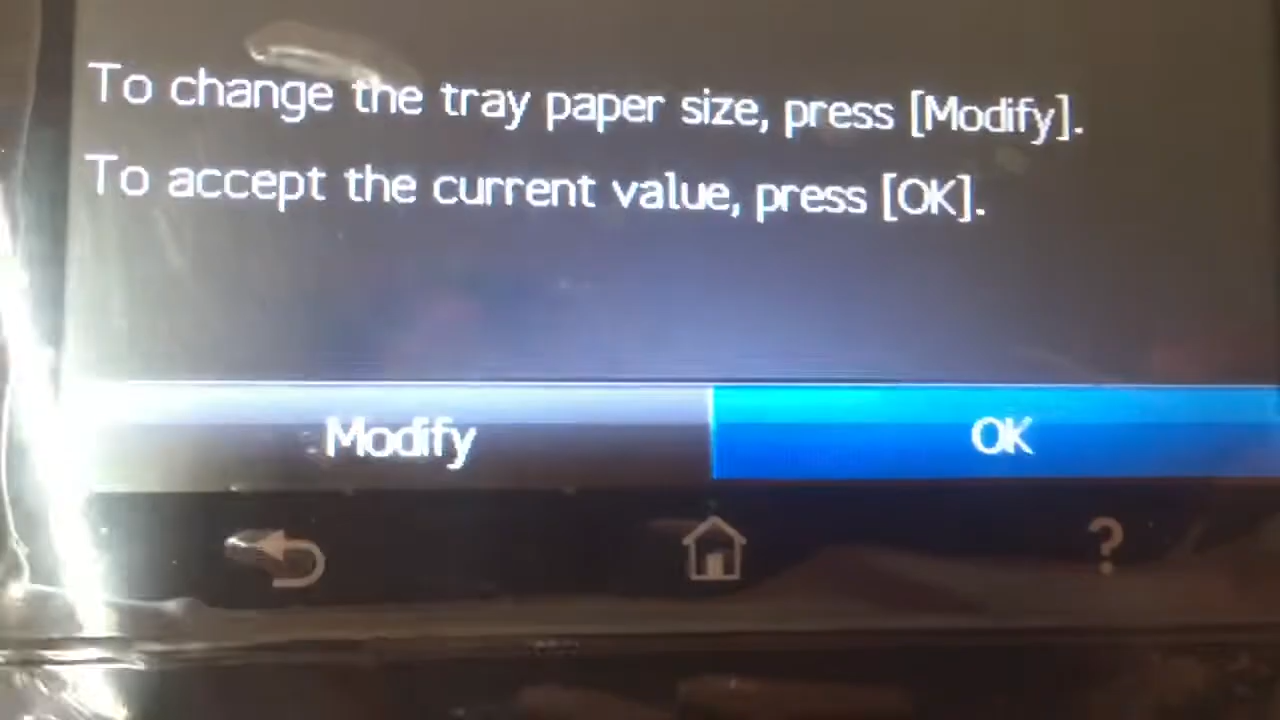 To change the tray paper size, press [Modify].
To accept the current value, press [OK].
Modify
OK
?